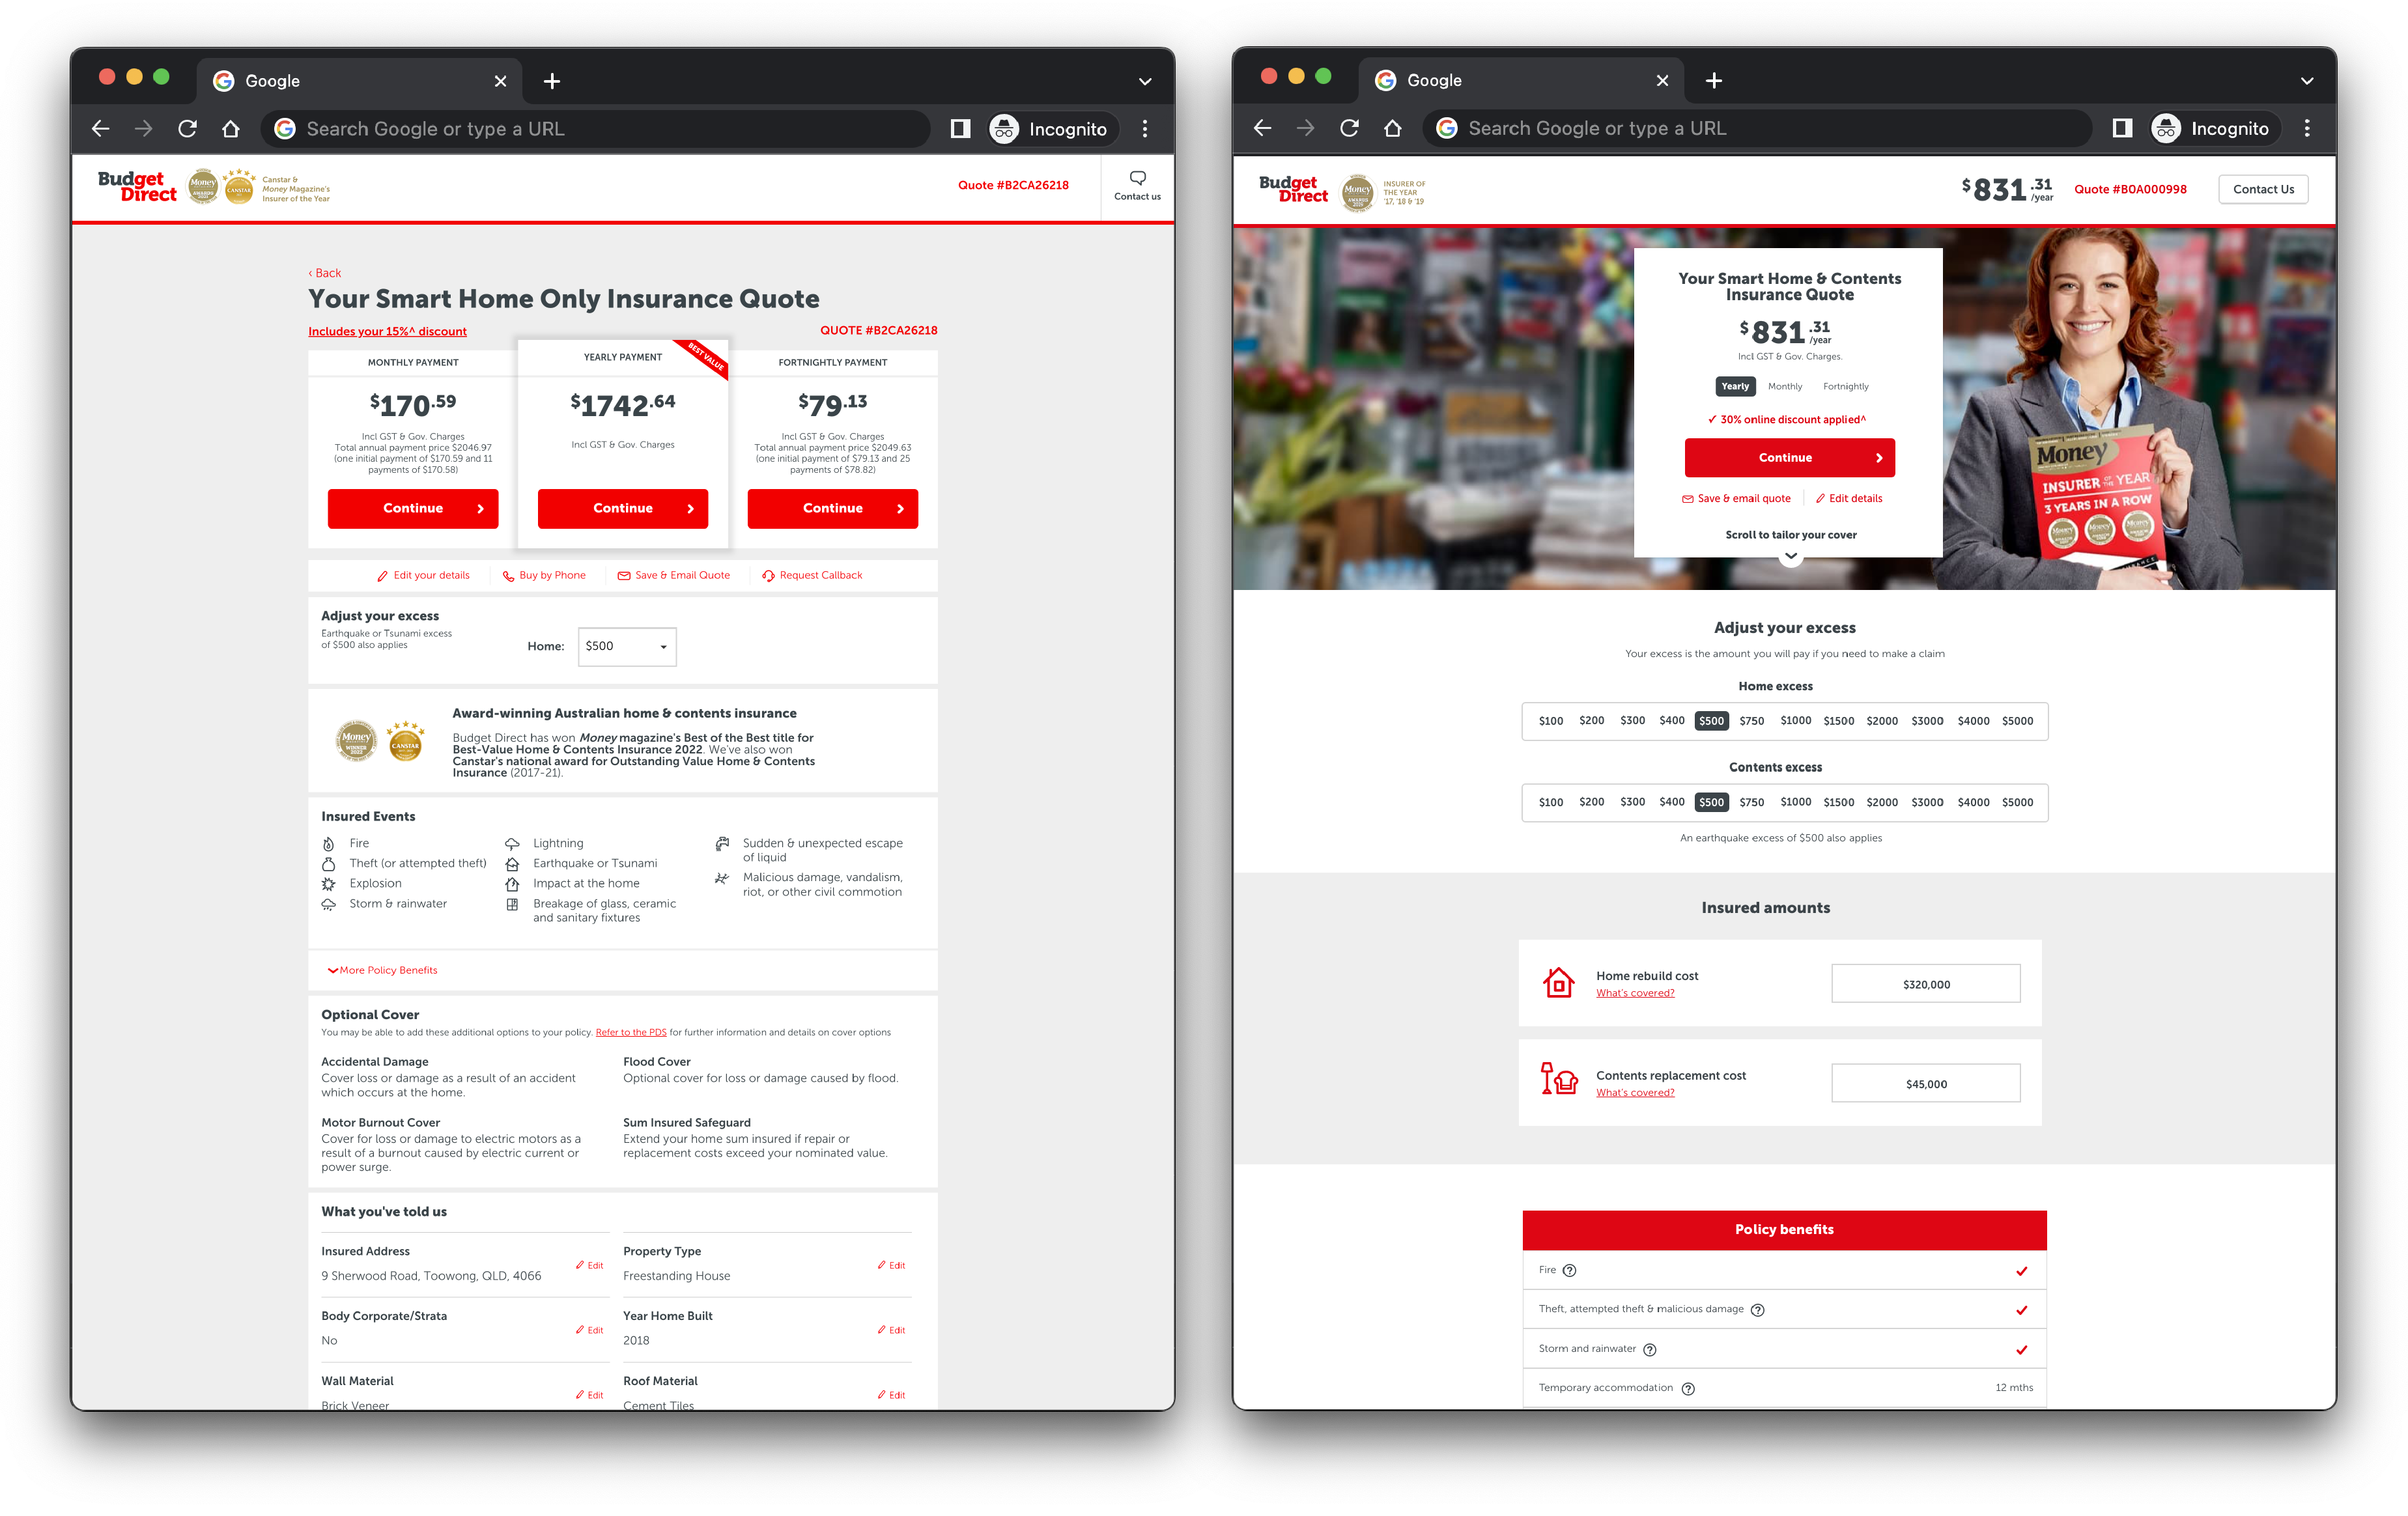 Google
Search Google or type a URL
Incognito
Budget
Direct
Money
CANSTAR
Canstar &
Money Magazine's
Insurer of the Year
Quote #B2CA26218
Contact us
‹ Back
Your Smart Home Only Insurance Quote
Includes your 15%^ discount
QUOTE #B2CA26218
MONTHLY PAYMENT
$170.59
Incl GST & Gov. Charges
Total annual payment price $2046.97
(one initial payment of $170.59 and 11
payments of $170.58)
Continue
YEARLY PAYMENT
BEST VALUE
$1742.64
Incl GST & Gov. Charges
Continue
FORTNIGHTLY PAYMENT
$79.13
Incl GST & Gov. Charges
Total annual payment price $2049.63
(one initial payment of $79.13 and 25
payments of $78.82)
Continue
Edit your details
Buy by Phone
Save & Email Quote
Request Callback
Adjust your excess
Earthquake or Tsunami excess
of $500 also applies
Home:
$500
Money
WINNER
CANSTAR
Award-winning Australian home & contents insurance
Budget Direct has won Money magazine's Best of the Best title for
Best-Value Home & Contents Insurance 2022. We've also won
Canstar's national award for Outstanding Value Home & Contents
Insurance (2017-21).
Insured Events
Fire
Theft (or attempted theft)
Explosion
Storm & rainwater
Lightning
Earthquake or Tsunami
Impact at the home
Breakage of glass, ceramic
and sanitary fixtures
Sudden & unexpected escape
of liquid
Malicious damage, vandalism,
riot, or other civil commotion
More Policy Benefits
Optional Cover
You may be able to add these additional options to your policy. Refer to the PDS for further information and details on cover options
Accidental Damage
Cover loss or damage as a result of an accident
which occurs at the home.
Flood Cover
Optional cover for loss or damage caused by flood.
Motor Burnout Cover
Cover for loss or damage to electric motors as a
result of a burnout caused by electric current or
power surge.
Sum Insured Safeguard
Extend your home sum insured if repair or
replacement costs exceed your nominated value.
What you've told us
Insured Address
9 Sherwood Road, Toowong, QLD, 4066
Edit
Property Type
Freestanding House
Edit
Body Corporate/Strata
No
Edit
Year Home Built
2018
Edit
Wall Material
Brick Veneer
Edit
Roof Material
Cement Tiles
Edit
Google
Search Google or type a URL
Incognito
Budget
Direct
Money
INSURER OF
THE YEAR
'17, '18 & '19
$831.31
/year
Quote #BOA000998
Contact Us
Your Smart Home & Contents
Insurance Quote
$831.31
/year
Incl GST & Gov. Charges.
Yearly
Monthly
Fortnightly
✓ 30% online discount applied^
Continue
Save & email quote
Edit details
Scroll to tailor your cover
Money
INSURER OF THE YEAR
3 YEARS IN A ROW
Money
Money
Money
Adjust your excess
Your excess is the amount you will pay if you need to make a claim
Home excess
$100 $200 $300 $400 $500 $750 $1000 $1500 $2000 $3000 $4000 $5000
Contents excess
$100 $200 $300 $400 $500 $750 $1000 $1500 $2000 $3000 $4000 $5000
An earthquake excess of $500 also applies
Insured amounts
Home rebuild cost
What's covered?
$320,000
Contents replacement cost
What's covered?
$45,000
Policy benefits
Fire
Theft, attempted theft & malicious damage
Storm and rainwater
Temporary accommodation
12 mths